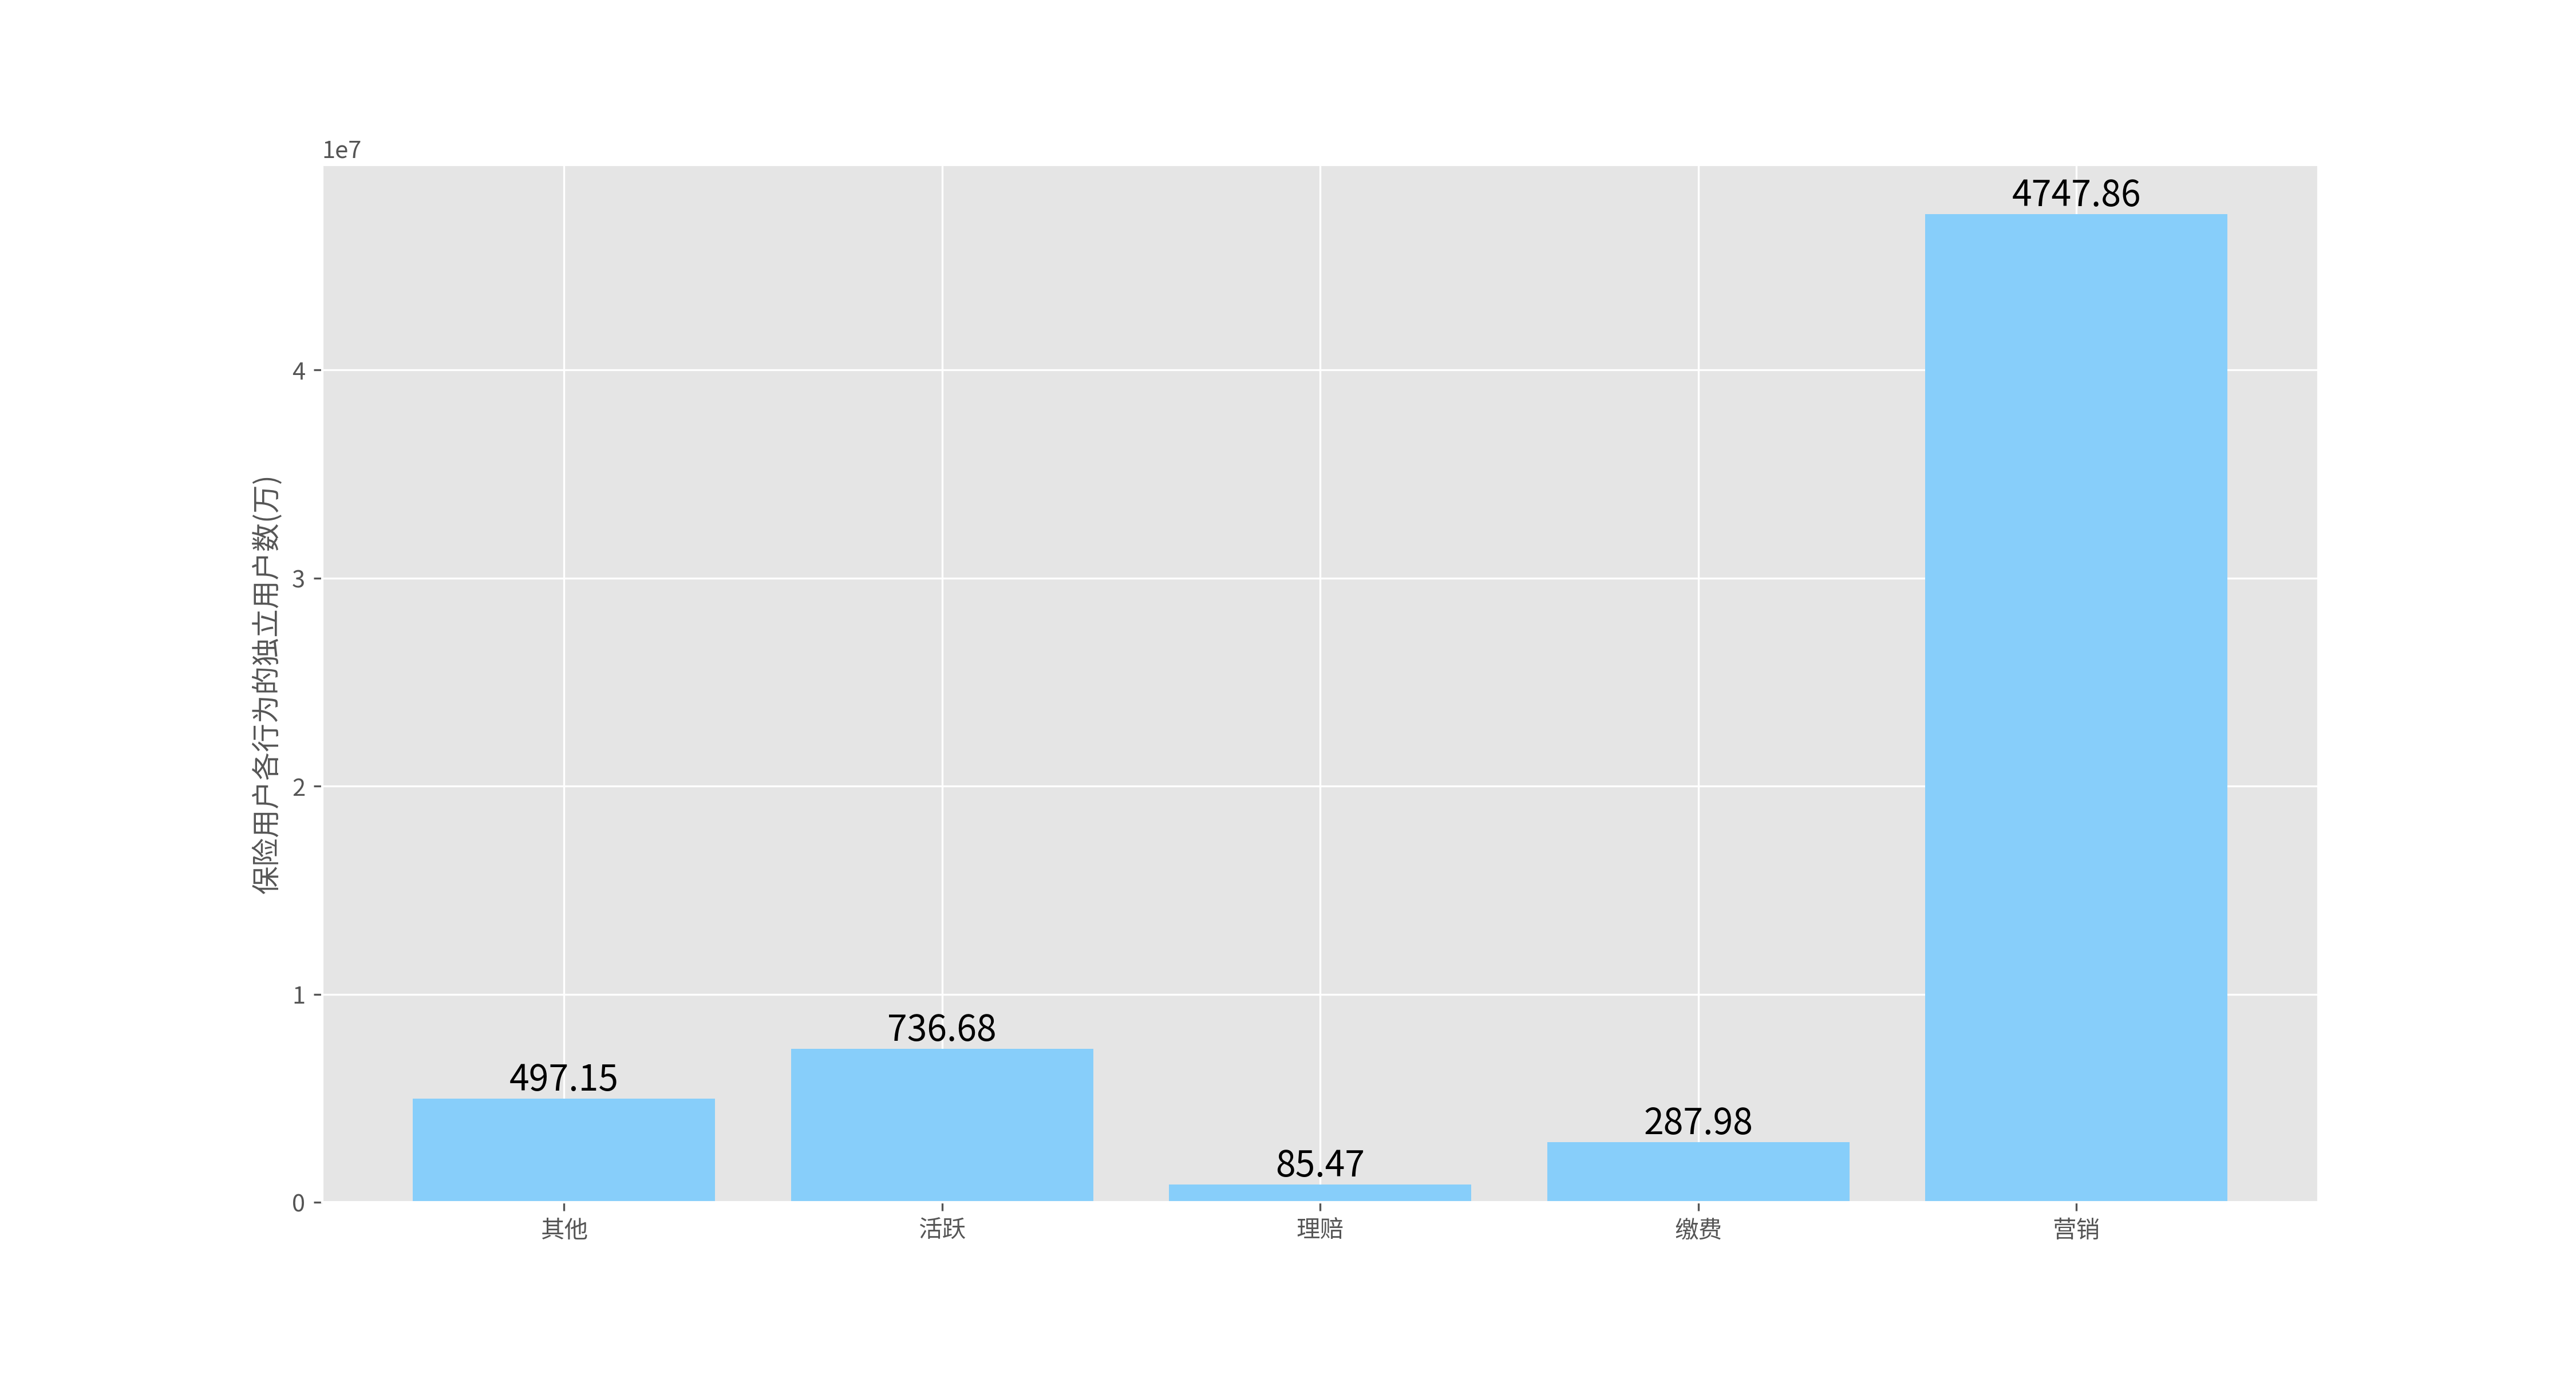 1e7
4747.86
4
3
2
1
0
保险用户各行为的独立用户数(万)
497.15
736.68
85.47
287.98
其他
活跃
理赔
缴费
营销